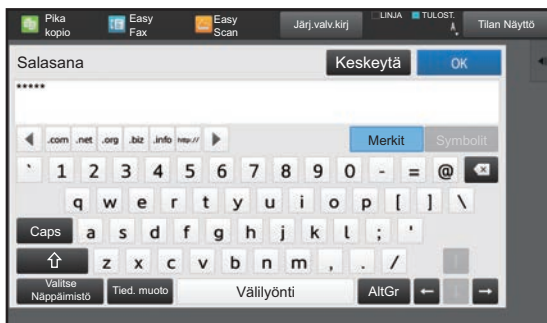 Pika kopio
Easy Fax
Easy Scan
Järj.valv.kirj
LINJA
TULOST.
Tilan Näyttö
Salasana
Keskeytä
OK
*****
.com .net .org .biz .info http://
Merkit
Symbolit
` 1 2 3 4 5 6 7 8 9 0 - = @
q w e r t y u i o p [ ] \
Caps a s d f g h j k l ; '
z x c v b n m , . /
Valitse Näppäimistö
Tied. muoto
Välilyönti
AltGr